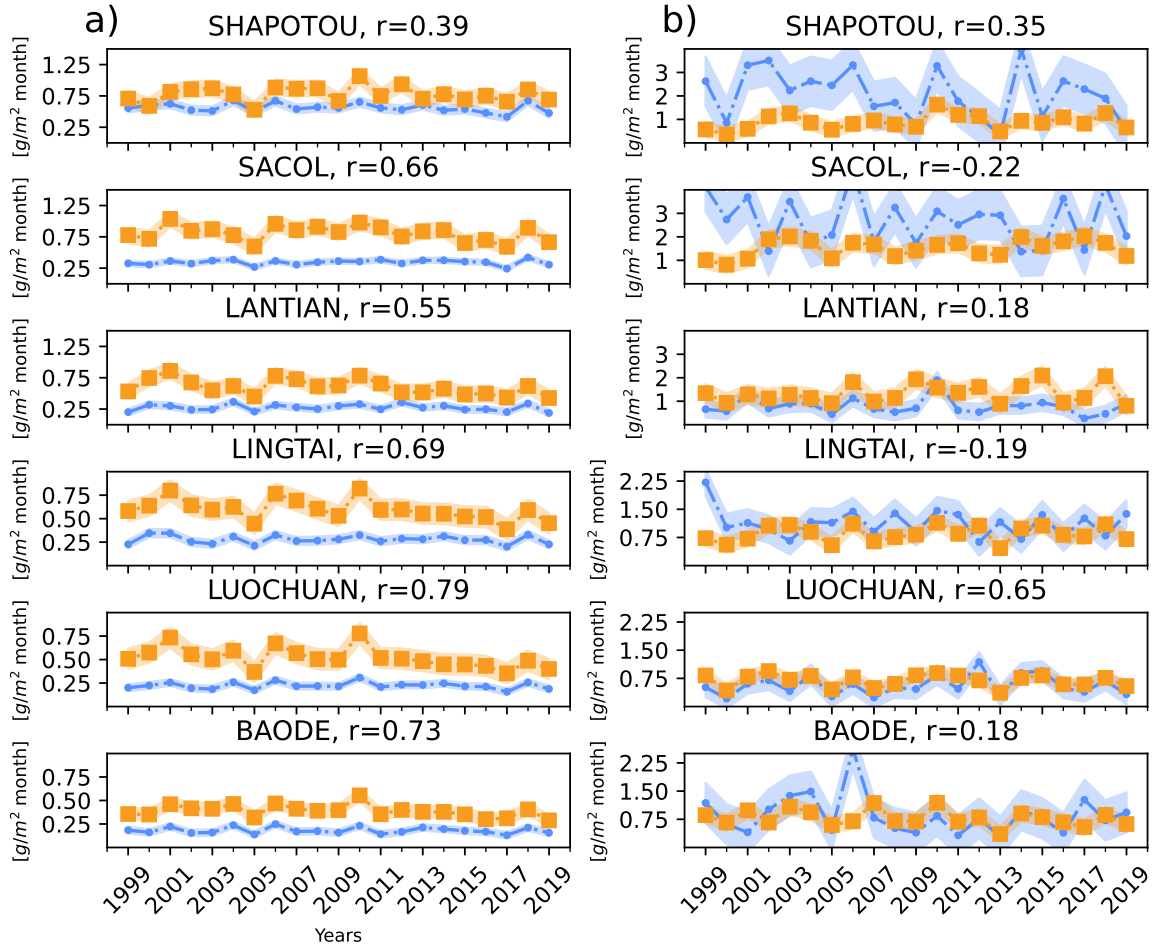 a)
SHAPOTOU, r=0.39
1.25
0.75
0.25
[g/m² month]
SACOL, r=0.66
1.25
0.75
0.25
[g/m² month]
LANTIAN, r=0.55
1.25
0.75
0.25
[g/m² month]
LINGTAI, r=0.69
0.75
0.50
0.25
[g/m² month]
LUOCHUAN, r=0.79
0.75
0.50
0.25
[g/m² month]
BAODE, r=0.73
0.75
0.50
0.25
[g/m² month]
1999 2001 2003 2005 2007 2009 2011 2013 2015 2017 2019
Years
b)
SHAPOTOU, r=0.35
3
2
1
[g/m² month]
SACOL, r=-0.22
3
2
1
[g/m² month]
LANTIAN, r=0.18
3
2
1
[g/m² month]
LINGTAI, r=-0.19
2.25
1.50
0.75
[g/m² month]
LUOCHUAN, r=0.65
2.25
1.50
0.75
[g/m² month]
BAODE, r=0.18
2.25
1.50
0.75
[g/m² month]
1999 2001 2003 2005 2007 2009 2011 2013 2015 2017 2019